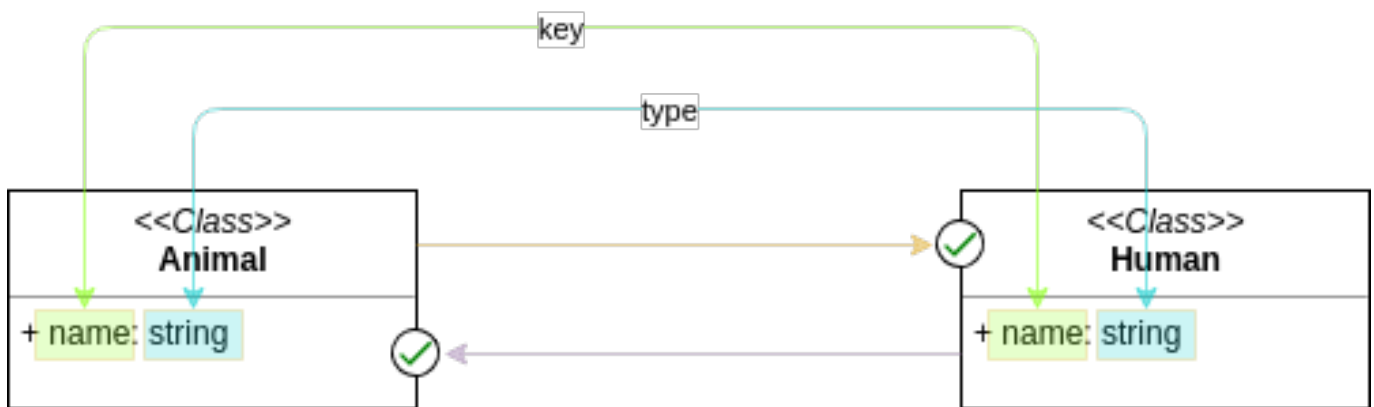 key
type
<<Class>>
Animal
+ name: string
<<Class>>
Human
+ name: string